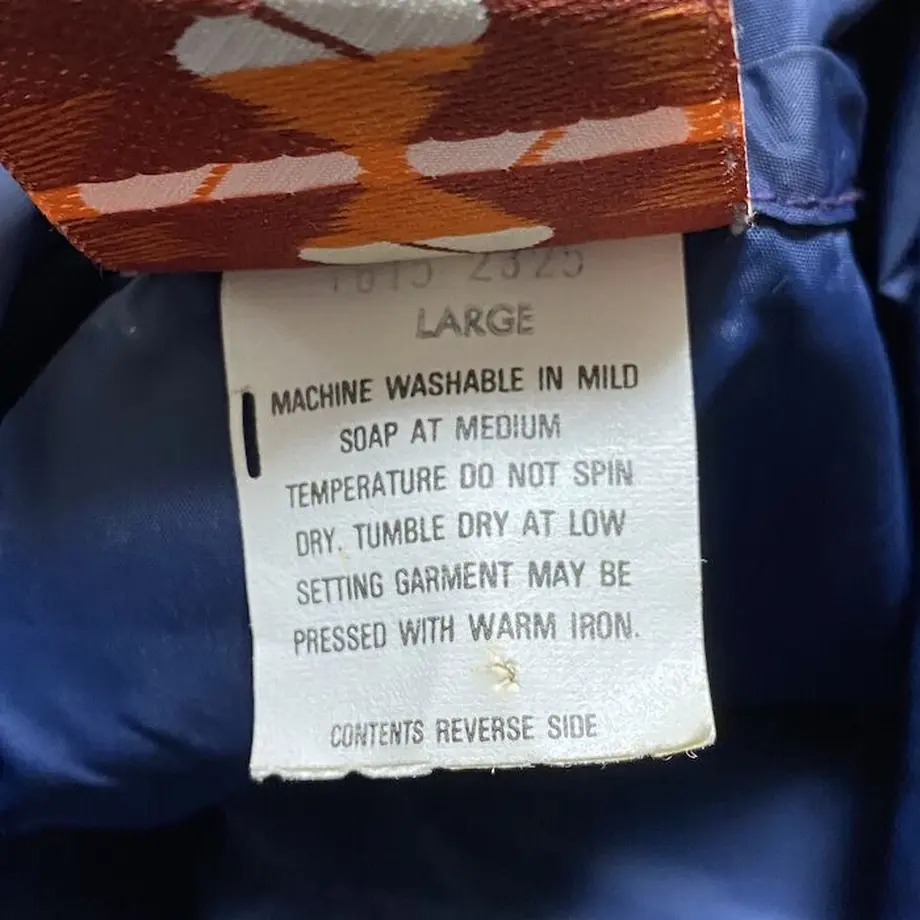 2325
LARGE
MACHINE WASHABLE IN MILD
SOAP AT MEDIUM
TEMPERATURE DO NOT SPIN
DRY. TUMBLE DRY AT LOW
SETTING GARMENT MAY BE
PRESSED WITH WARM IRON.
CONTENTS REVERSE SIDE